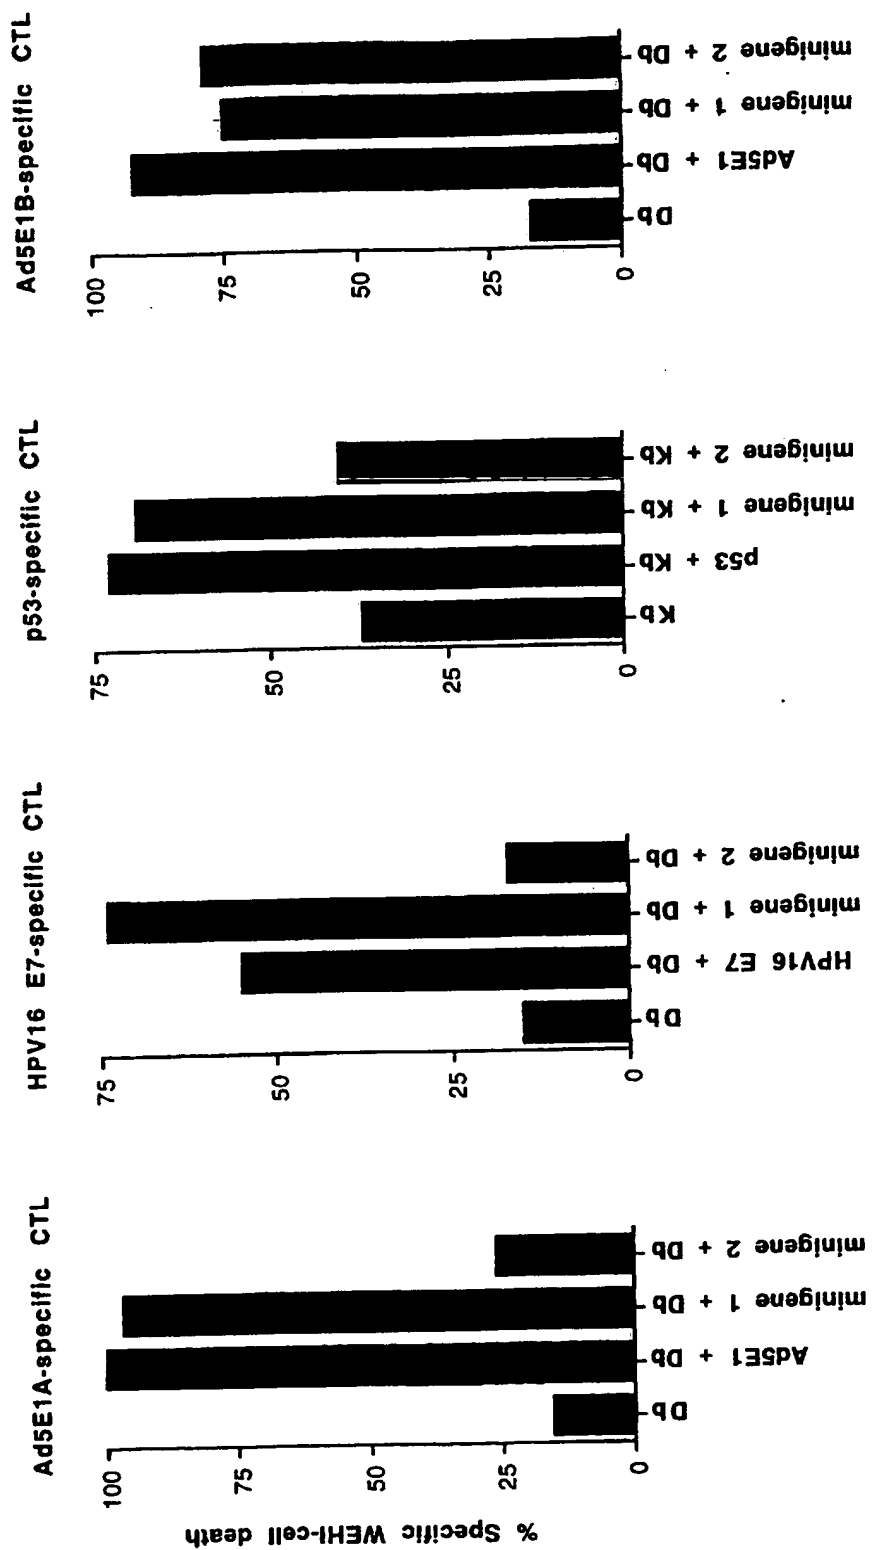 Ad5E1A-specific CTL
% Specific WEHI-cell death
100
75
50
25
0
Db
Ad5E1 + Db
minigene 1 + Db
minigene 2 + Db
HPV16 E7-specific CTL
75
50
25
0
Db
HPV16 E7 + Db
minigene 1 + Db
minigene 2 + Db
p53-specific CTL
75
50
25
0
Kb
p53 + Kb
minigene 1 + Kb
minigene 2 + Kb
Ad5E1B-specific CTL
100
75
50
25
0
Db
Ad5E1 + Db
minigene 1 + Db
minigene 2 + Db